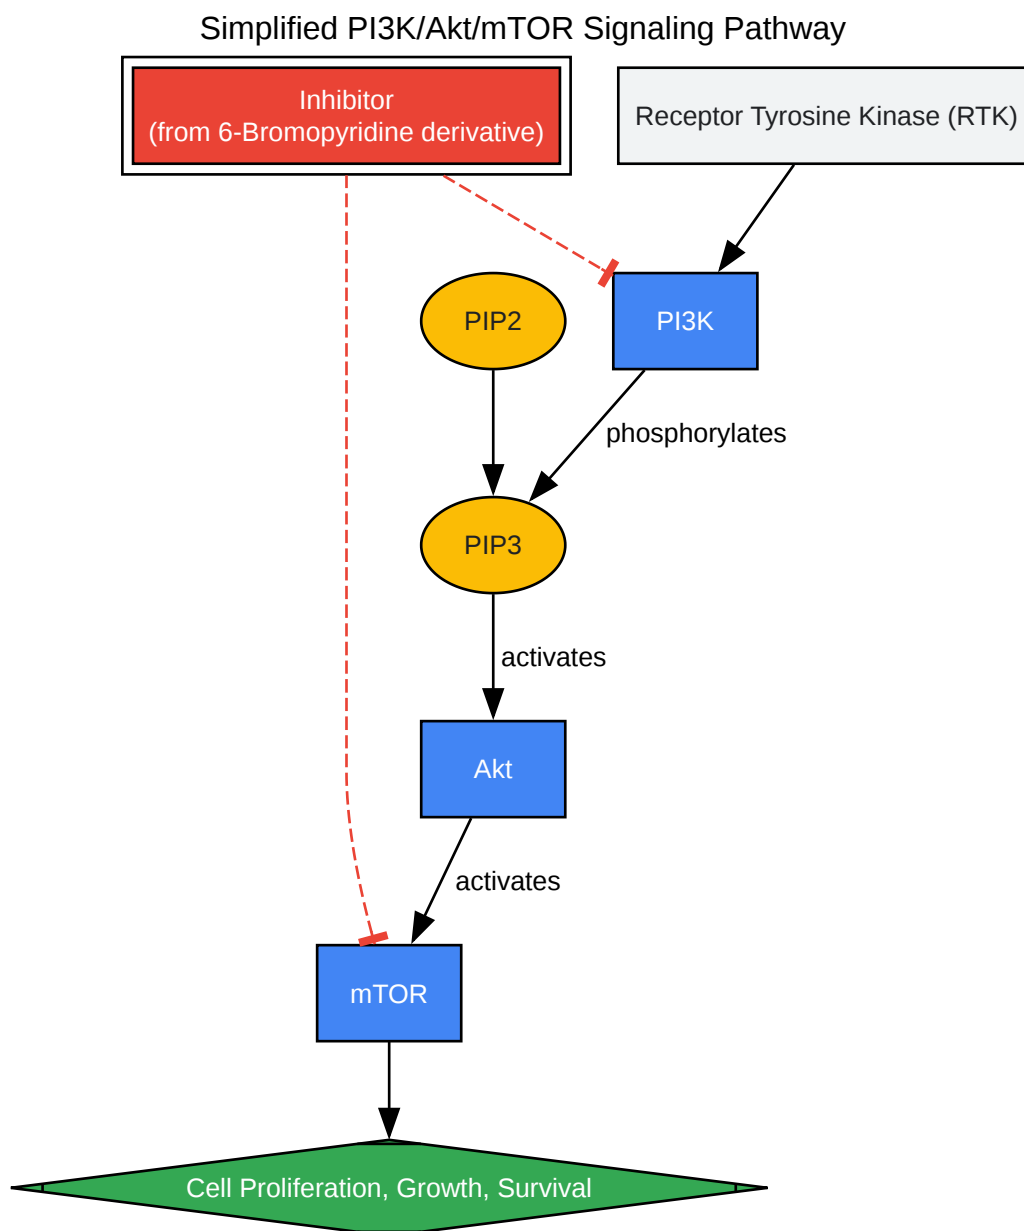 Simplified PI3K/Akt/mTOR Signaling Pathway
Inhibitor
(from 6-Bromopyridine derivative)
Receptor Tyrosine Kinase (RTK)
PIP2
PI3K
phosphorylates
PIP3
activates
Akt
activates
mTOR
Cell Proliferation, Growth, Survival